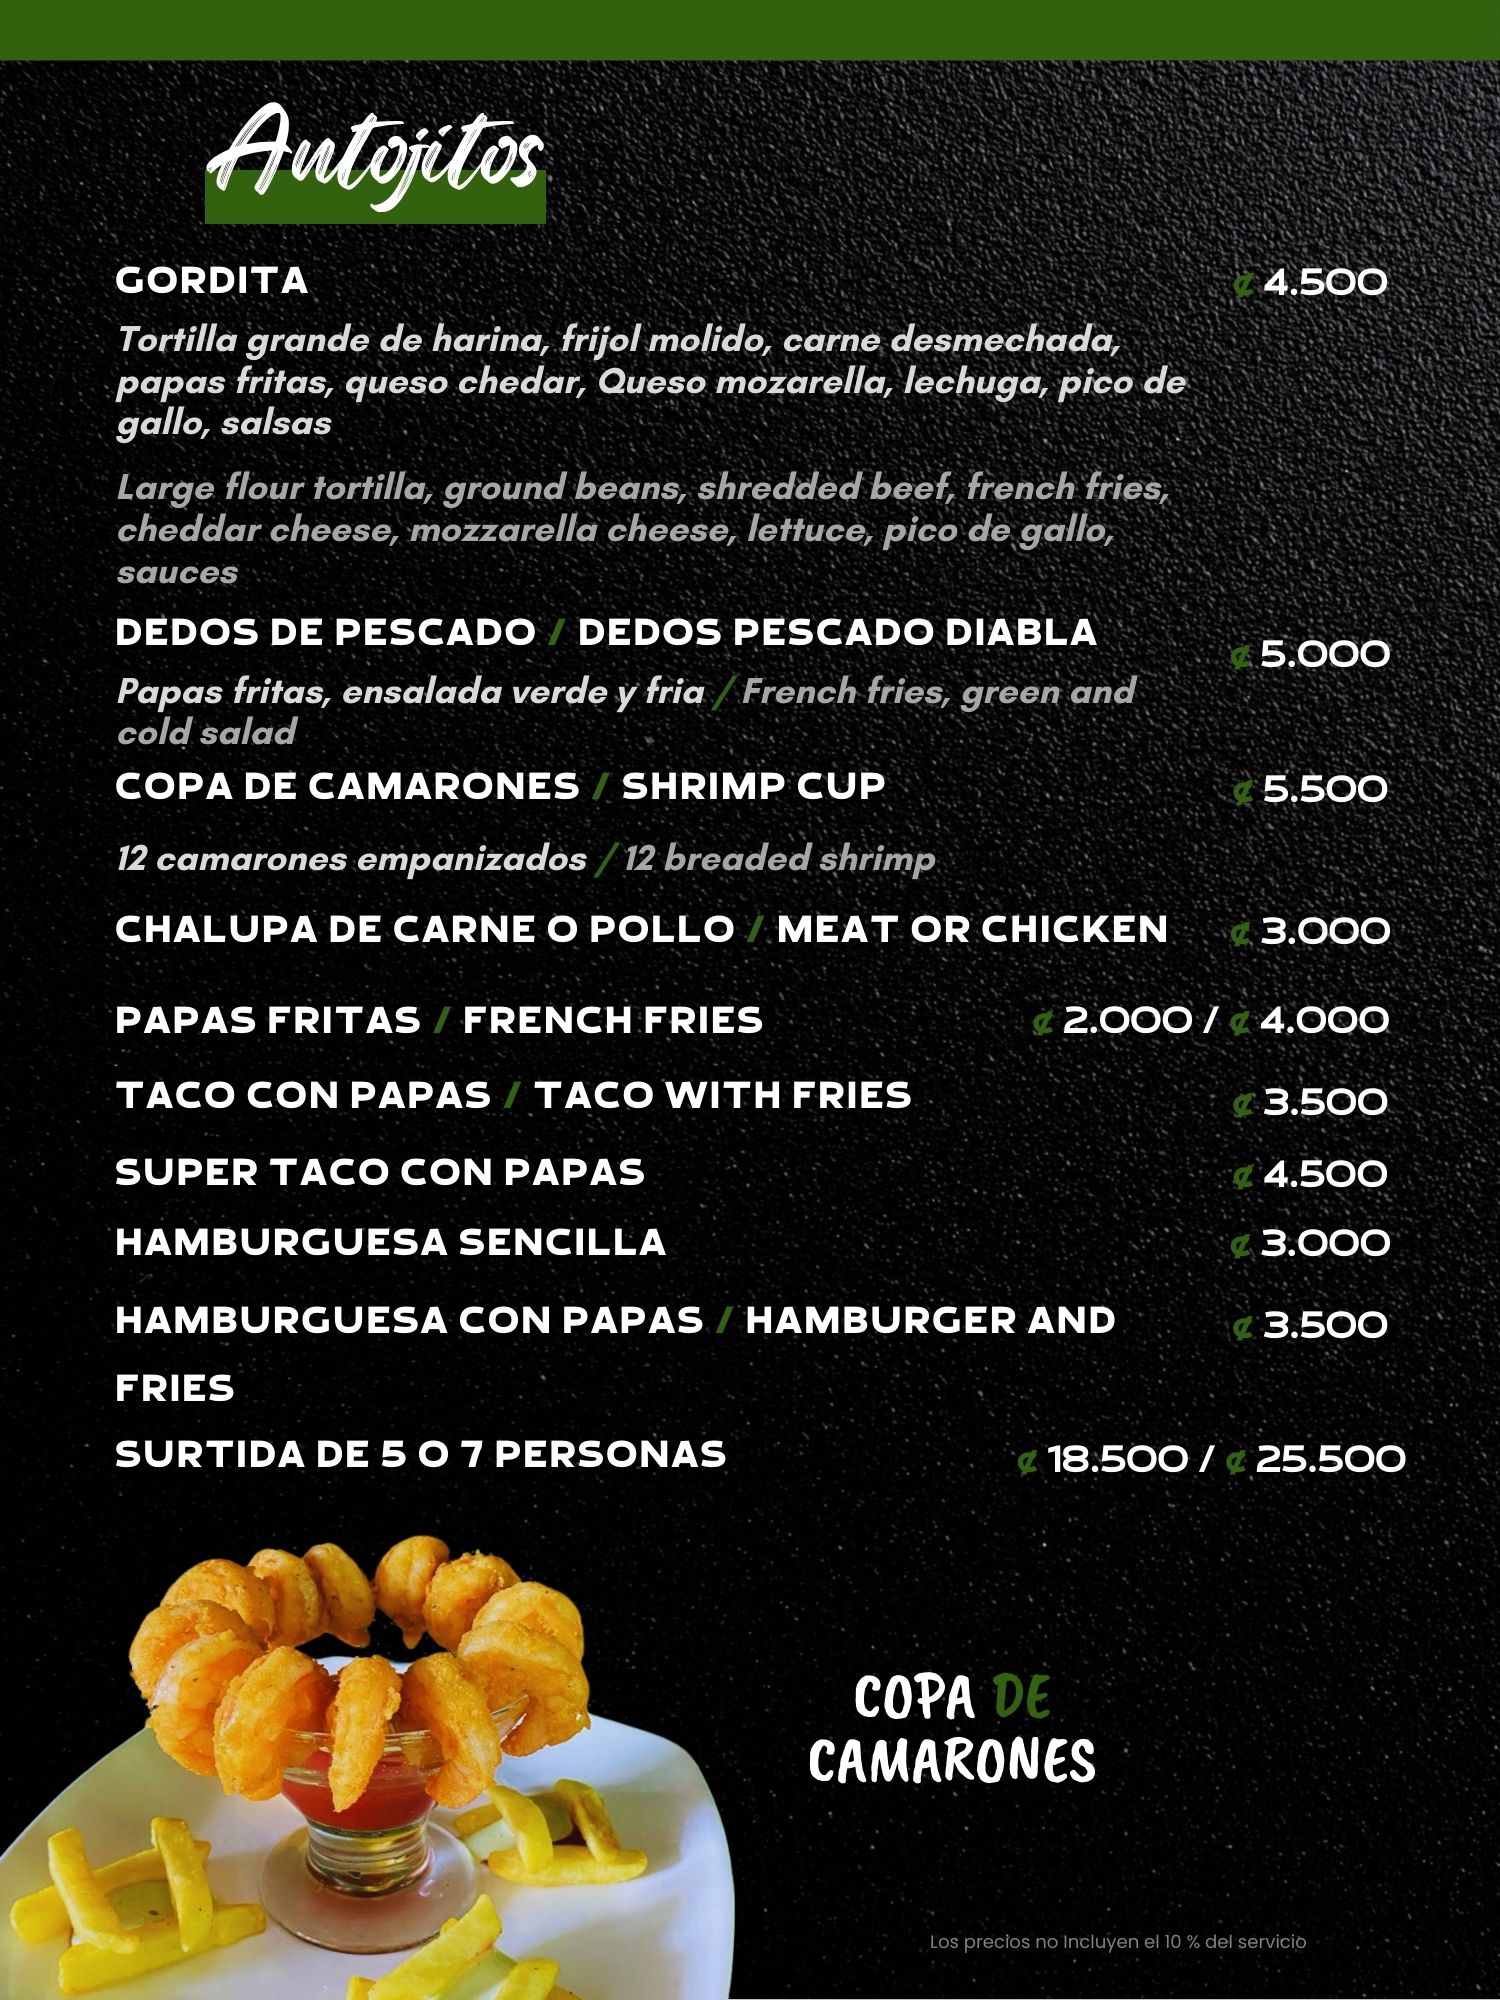 Antojitos
GORDITA ₡ 4.500
Tortilla grande de harina, frijol molido, carne desmechada,
papas fritas, queso chedar, Queso mozarella, lechuga, pico de
gallo, salsas
Large flour tortilla, ground beans, shredded beef, french fries,
cheddar cheese, mozzarella cheese, lettuce, pico de gallo,
sauces
DEDOS DE PESCADO / DEDOS PESCADO DIABLA ₡ 5.000
Papas fritas, ensalada verde y fria / French fries, green and
cold salad
COPA DE CAMARONES / SHRIMP CUP ₡ 5.500
12 camarones empanizados / 12 breaded shrimp
CHALUPA DE CARNE O POLLO / MEAT OR CHICKEN ₡ 3.000
PAPAS FRITAS / FRENCH FRIES ₡ 2.000 / ₡ 4.000
TACO CON PAPAS / TACO WITH FRIES ₡ 3.500
SUPER TACO CON PAPAS ₡ 4.500
HAMBURGUESA SENCILLA ₡ 3.000
HAMBURGUESA CON PAPAS / HAMBURGER AND ₡ 3.500
FRIES
SURTIDA DE 5 O 7 PERSONAS ₡ 18.500 / ₡ 25.500
COPA DE
CAMARONES
Los precios no Incluyen el 10 % del servicio